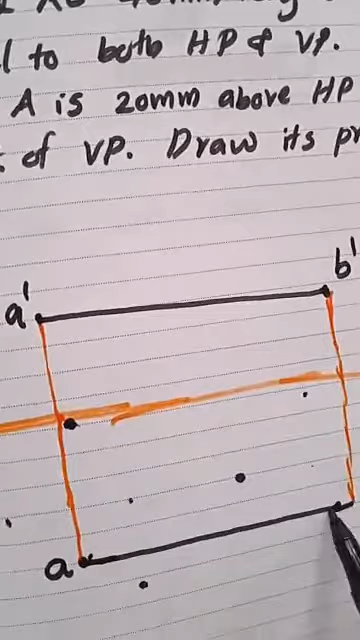 l to both HP & VP.
A is 20mm above HP
of VP. Draw its
a' b'
a